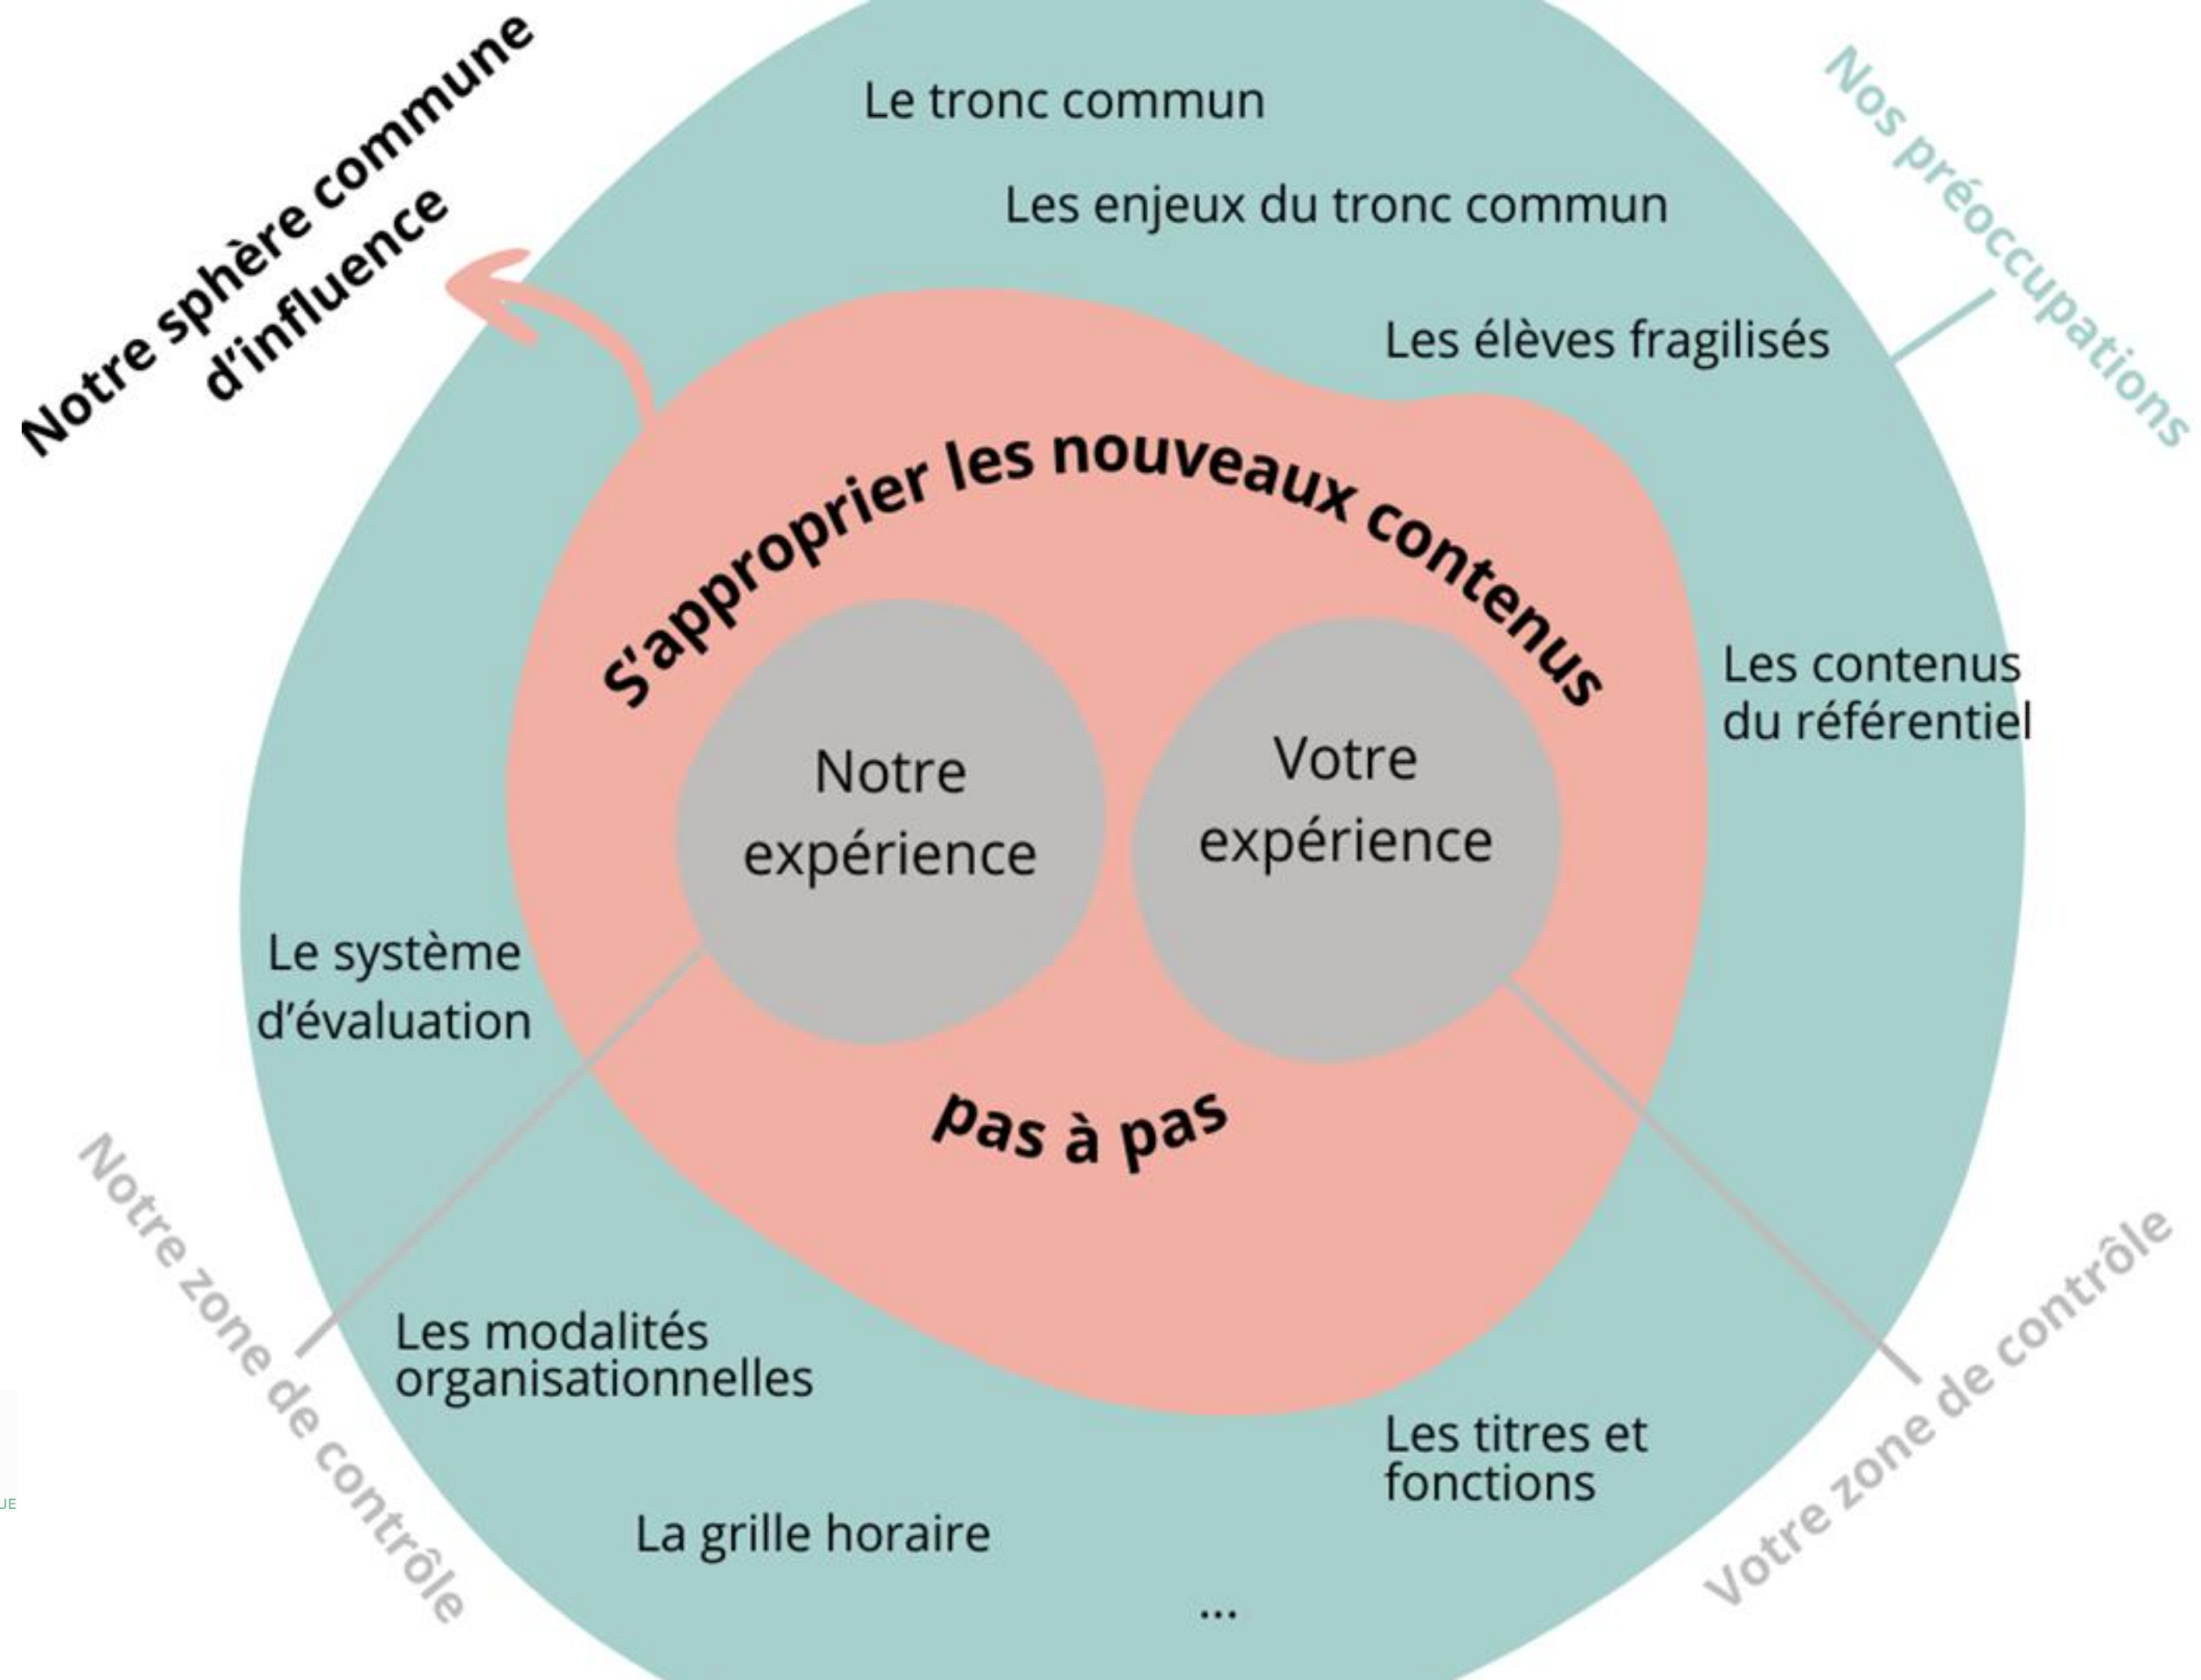 Notre sphère commune
d'influence
Nos préoccupations
Le tronc commun
Les enjeux du tronc commun
Les élèves fragilisés
S'approprier les nouveaux contenus
Notre
expérience
Votre
expérience
Les contenus
du référentiel
pas à pas
Le système
d'évaluation
Notre zone de contrôle
Votre zone de contrôle
Les modalités
organisationnelles
Les titres et
fonctions
La grille horaire
...
UE